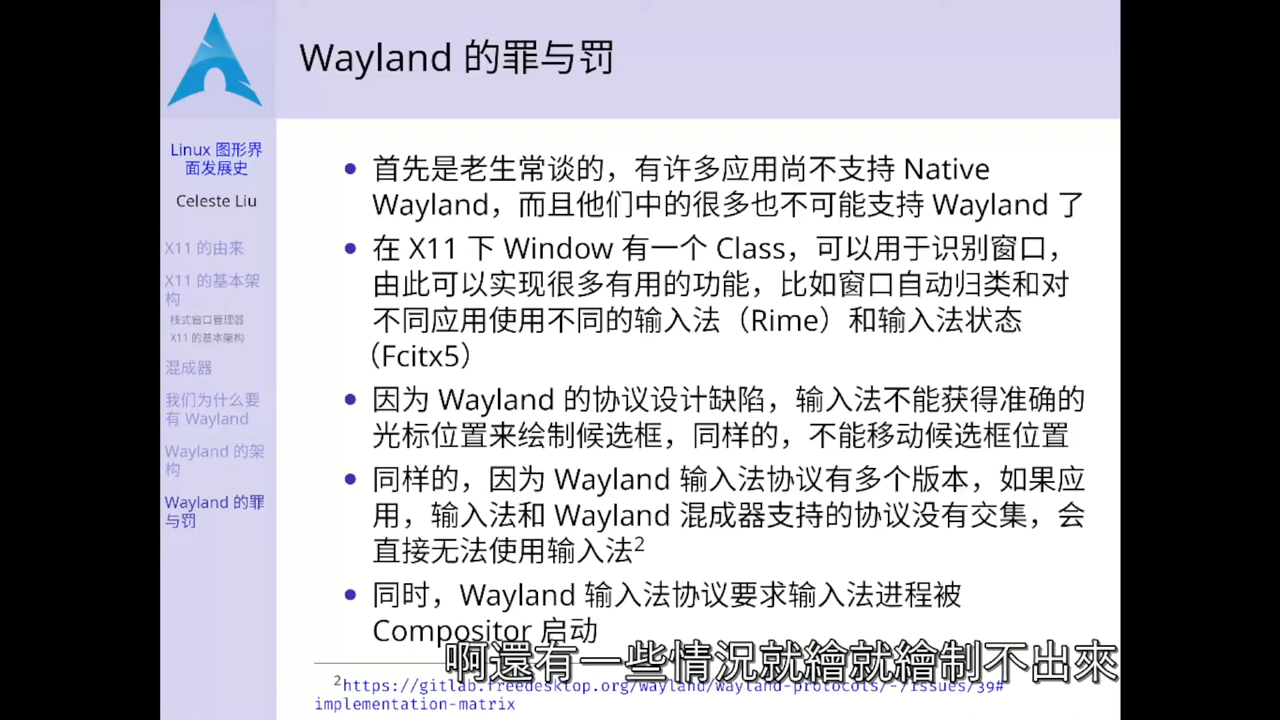 Wayland 的罪与罚
Linux 图形界
面发展史
Celeste Liu
X11 的由来
X11 的基本架
构
栈式窗口管理器
X11 的基本架构
混成器
我们为什么要
有 Wayland
Wayland 的架
构
Wayland 的罪
与罚
首先是老生常谈的，有许多应用尚不支持 Native
Wayland，而且他们中的很多也不可能支持 Wayland 了
在 X11 下 Window 有一个 Class，可以用于识别窗口，
由此可以实现很多有用的功能，比如窗口自动归类和对
不同应用使用不同的输入法（Rime）和输入法状态
（Fcitx5）
因为 Wayland 的协议设计缺陷，输入法不能获得准确的
光标位置来绘制候选框，同样的，不能移动候选框位置
同样的，因为 Wayland 输入法协议有多个版本，如果应
用，输入法和 Wayland 混成器支持的协议没有交集，会
直接无法使用输入法2
同时，Wayland 输入法协议要求输入法进程被
Compositor 启动
啊還有一些情況就繪就繪制不出來
2https://gitlab.freedesktop.org/wayland/wayland-protocols/-/issues/39#
implementation-matrix